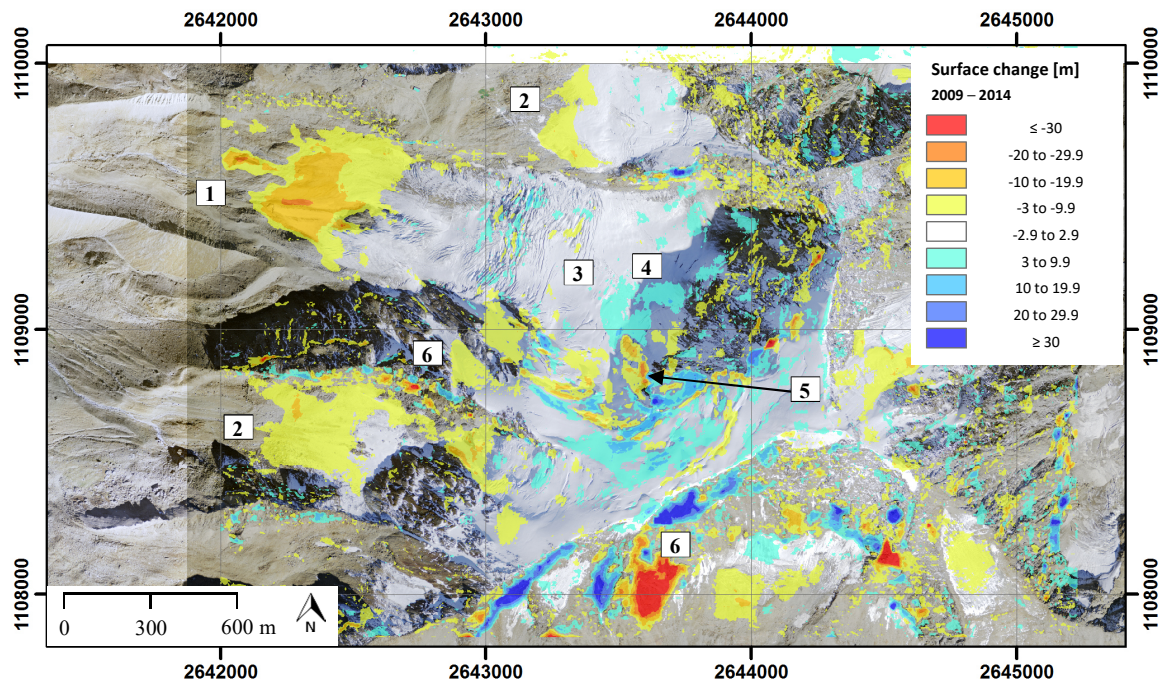 2642000 2643000 2644000 2645000
1110000 1110000
Surface change [m]
2009 – 2014
≤ -30
-20 to -29.9
-10 to -19.9
-3 to -9.9
-2.9 to 2.9
3 to 9.9
10 to 19.9
20 to 29.9
≥ 30
2
1
3 4
1109000 1109000
6
5
2
6
1108000 1108000
0 300 600 m
N
2642000 2643000 2644000 2645000